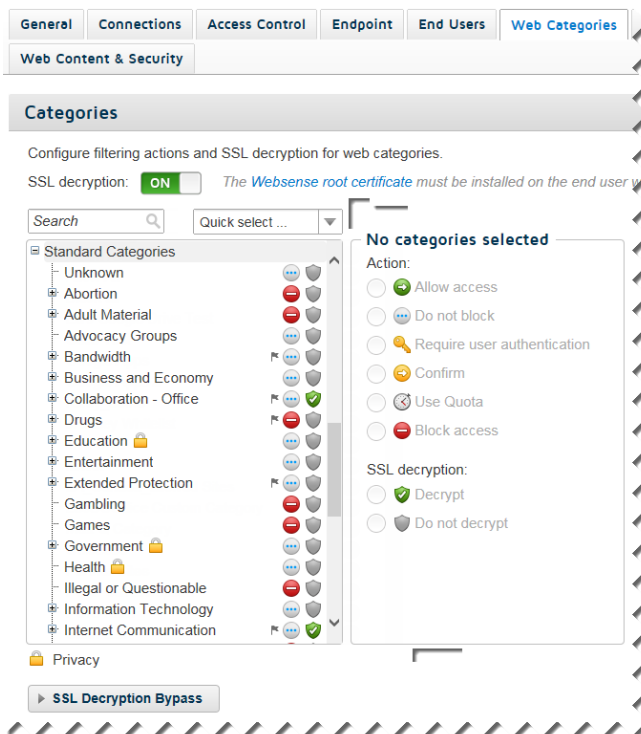 General Connections Access Control Endpoint End Users Web Categories
Web Content & Security
Categories
Configure filtering actions and SSL decryption for web categories.
SSL decryption: ON The Websense root certificate must be installed on the end user
Search Quick select ...
Standard Categories
Unknown
Abortion
Adult Material
Advocacy Groups
Bandwidth
Business and Economy
Collaboration - Office
Drugs
Education
Entertainment
Extended Protection
Gambling
Games
Government
Health
Illegal or Questionable
Information Technology
Internet Communication
Privacy
SSL Decryption Bypass
No categories selected
Action:
Allow access
Do not block
Require user authentication
Confirm
Use Quota
Block access
SSL decryption:
Decrypt
Do not decrypt